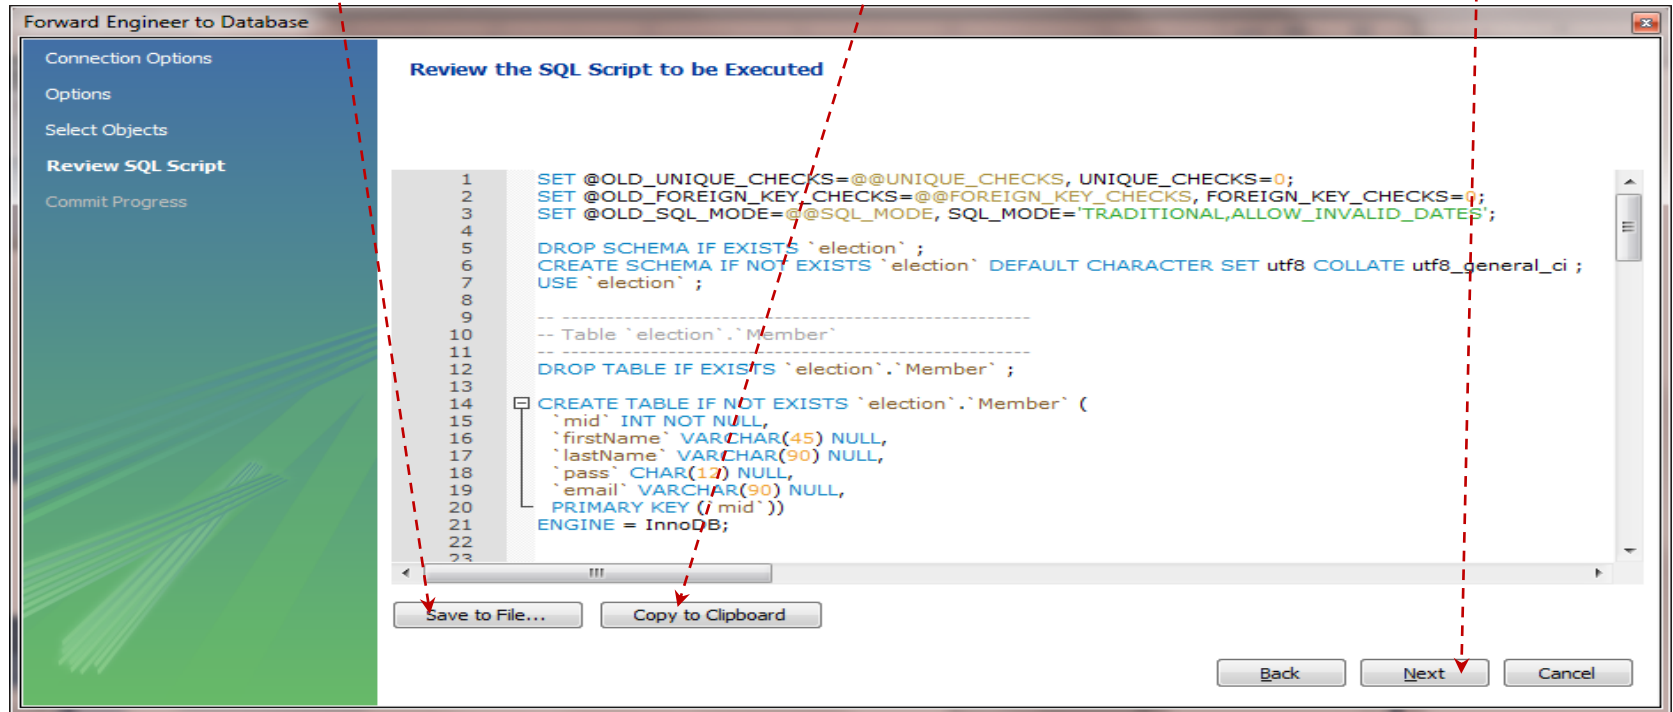 Forward Engineer to Database
Connection Options
Options
Select Objects
Review SQL Script
Commit Progress
Review the SQL Script to be Executed
1 SET @OLD_UNIQUE_CHECKS=@@UNIQUE_CHECKS, UNIQUE_CHECKS=0;
2 SET @OLD_FOREIGN_KEY_CHECKS=@@FOREIGN_KEY_CHECKS, FOREIGN_KEY_CHECKS=0;
3 SET @OLD_SQL_MODE=@@SQL_MODE, SQL_MODE='TRADITIONAL,ALLOW_INVALID_DATES';
4
5 DROP SCHEMA IF EXISTS `election` ;
6 CREATE SCHEMA IF NOT EXISTS `election` DEFAULT CHARACTER SET utf8 COLLATE utf8_general_ci ;
7 USE `election` ;
8
9 -- -----------------------------------------------------
10 -- Table `election`.`Member`
11 -- -----------------------------------------------------
12 DROP TABLE IF EXISTS `election`.`Member` ;
13
14 CREATE TABLE IF NOT EXISTS `election`.`Member` (
15 `mid` INT NOT NULL,
16 `firstName` VARCHAR(45) NULL,
17 `lastName` VARCHAR(90) NULL,
18 `pass` CHAR(12) NULL,
19 `email` VARCHAR(90) NULL,
20 PRIMARY KEY (`mid`))
21 ENGINE = InnoDB;
22
23
Save to File...
Copy to Clipboard
Back
Next
Cancel